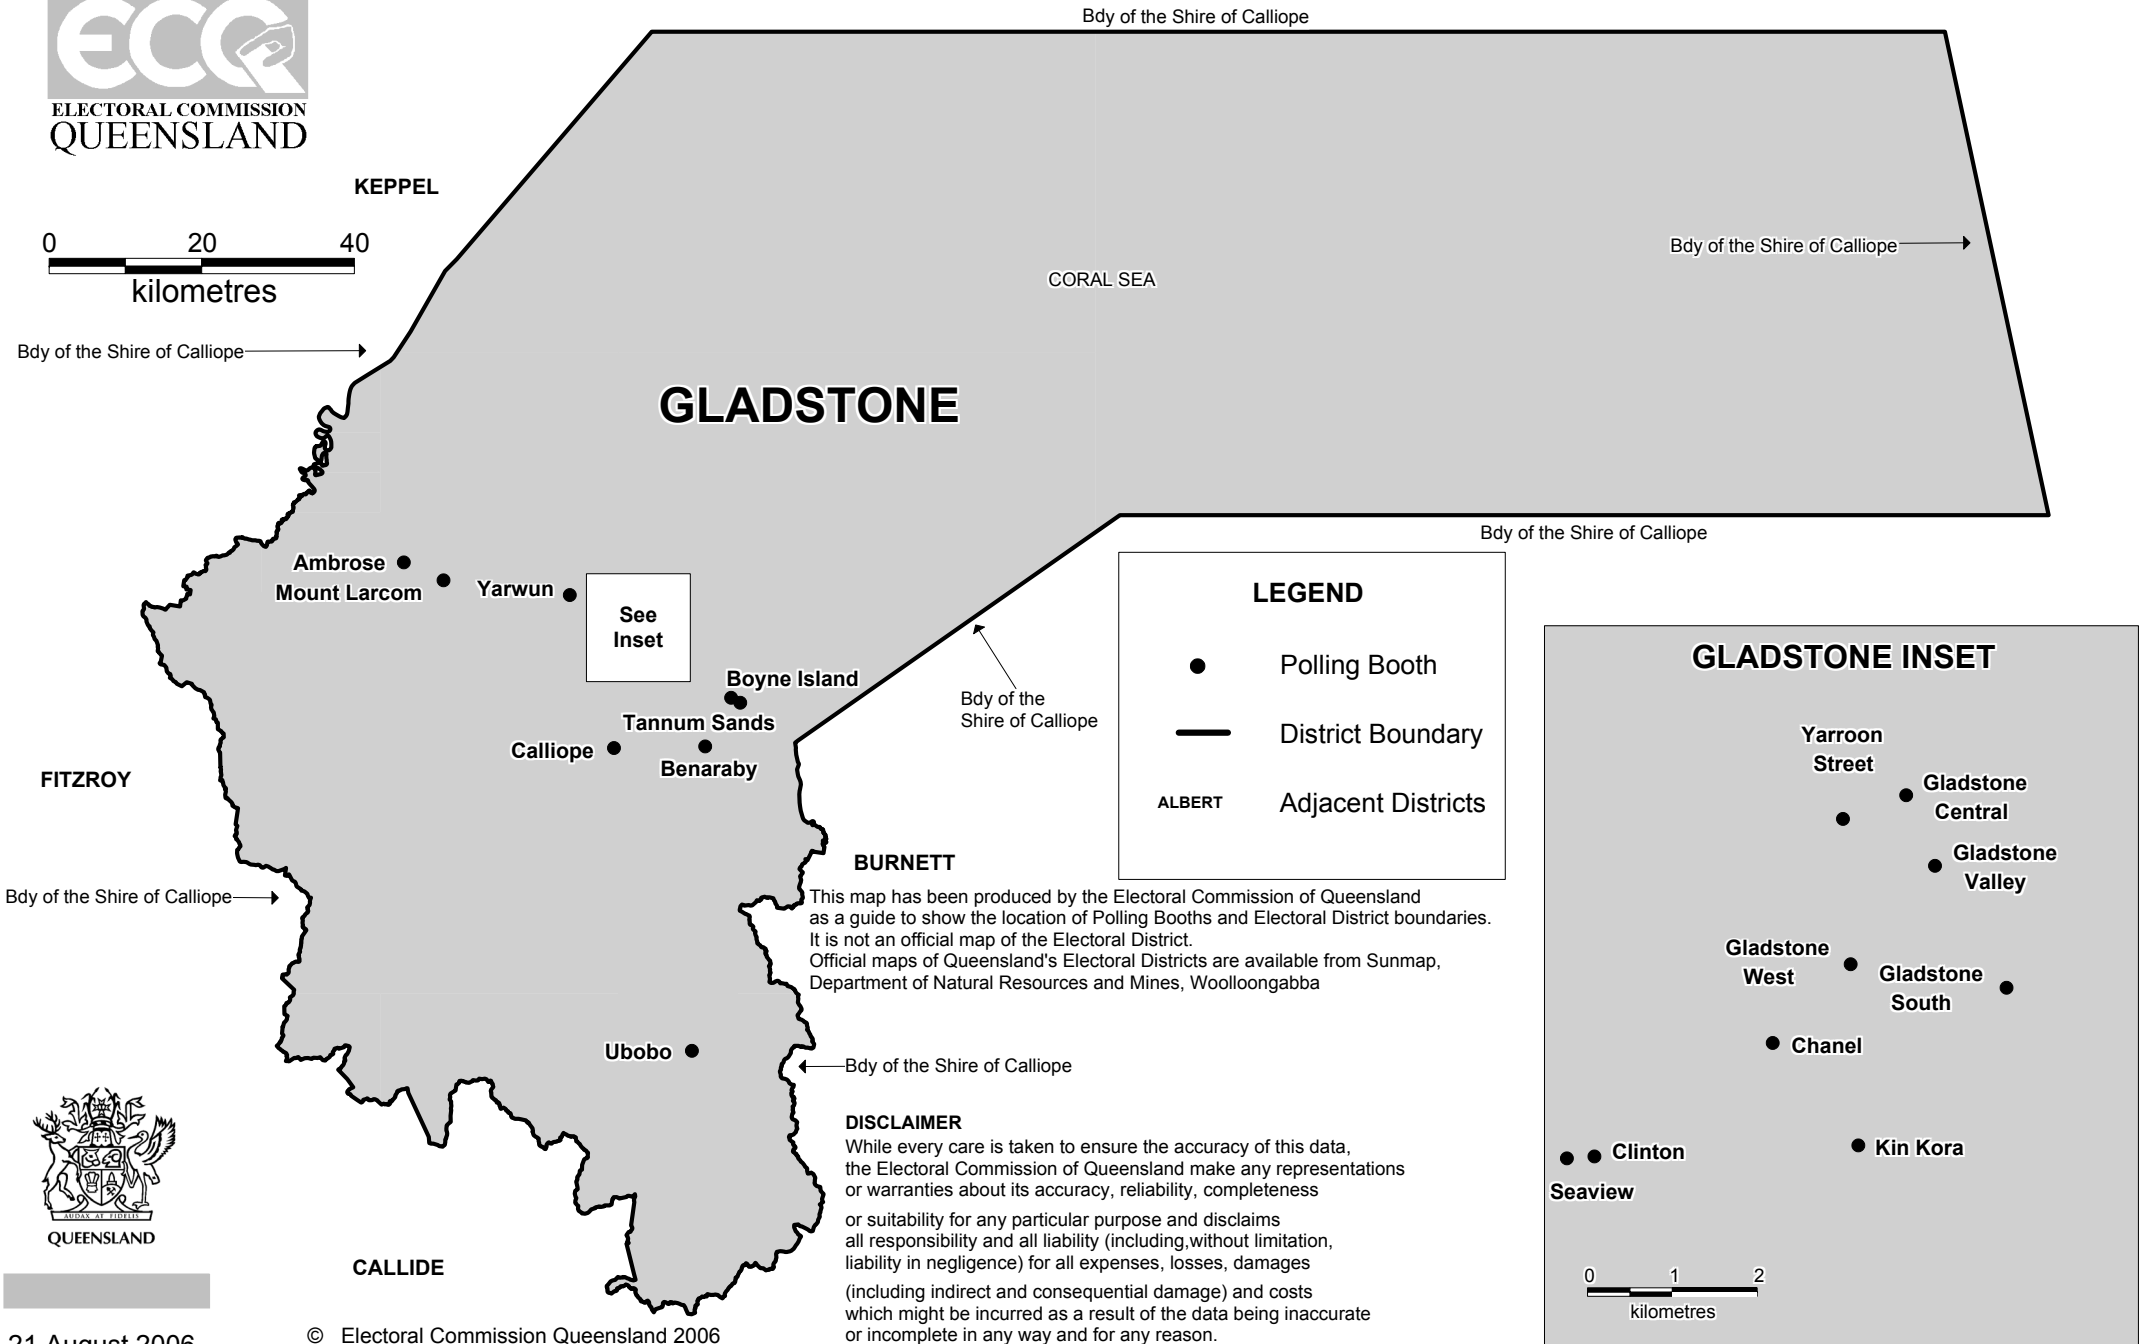 Bdy of the Shire of Calliope
ECQ
ELECTORAL COMMISSION
QUEENSLAND
KEPPEL
0 20 40
kilometres
Bdy of the Shire of Calliope
CORAL SEA
Bdy of the Shire of Calliope
GLADSTONE
Bdy of the Shire of Calliope
Ambrose
Mount Larcom
Yarwun
See
Inset
Boyne Island
Tannum Sands
Calliope
Benaraby
Bdy of the
Shire of Calliope
FITZROY
BURNETT
Bdy of the Shire of Calliope
LEGEND
Polling Booth
District Boundary
ALBERT Adjacent Districts
This map has been produced by the Electoral Commission of Queensland
as a guide to show the location of Polling Booths and Electoral District boundaries.
It is not an official map of the Electoral District.
Official maps of Queensland's Electoral Districts are available from Sunmap,
Department of Natural Resources and Mines, Woolloongabba
Ubobo
Bdy of the Shire of Calliope
DISCLAIMER
While every care is taken to ensure the accuracy of this data,
the Electoral Commission of Queensland make any representations
or warranties about its accuracy, reliability, completeness
or suitability for any particular purpose and disclaims
all responsibility and all liability (including,without limitation,
liability in negligence) for all expenses, losses, damages
(including indirect and consequential damage) and costs
which might be incurred as a result of the data being inaccurate
or incomplete in any way and for any reason.
GLADSTONE INSET
Yarroon
Street
Gladstone
Central
Gladstone
Valley
Gladstone
West
Gladstone
South
Chanel
Clinton
Seaview
Kin Kora
0 1 2
kilometres
AUDAX AT FIDELIS
QUEENSLAND
CALLIDE
21 August 2006
© Electoral Commission Queensland 2006